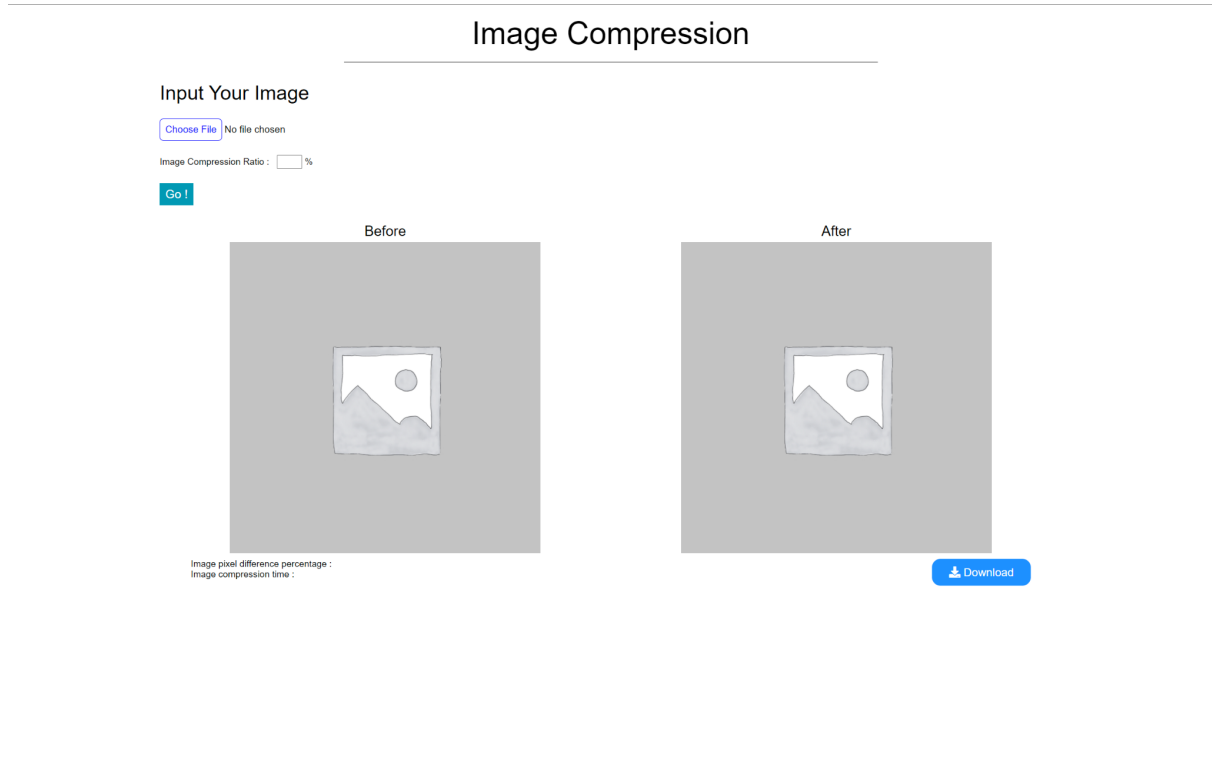 Image Compression
Input Your Image
Choose File No file chosen
Image Compression Ratio : %
Go !
Before
After
Image pixel difference percentage :
Image compression time :
Download